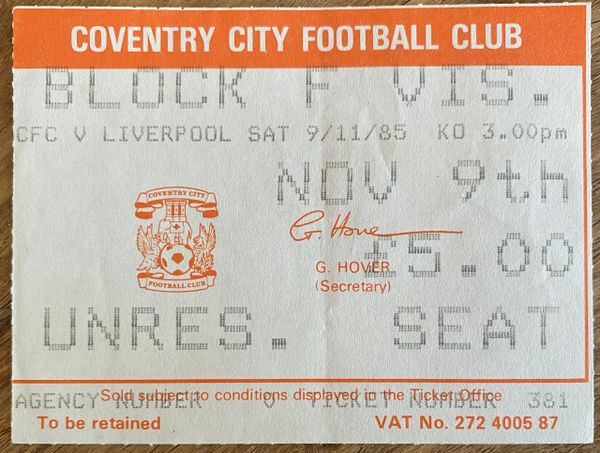 COVENTRY CITY FOOTBALL CLUB
BLOCK F VIS.
CFC V LIVERPOOL SAT 9/11/85 KO 3.00pm
NOV 9th
COVENTRY CITY
FOOTBALL CLUB
G. Hover
£5.00
G. HOVER
(Secretary)
UNRES. SEAT
Sold subject to conditions displayed in the Ticket Office
AGENCY NUMBER V TICKET NUMBER 381
To be retained VAT No. 272 4005 87